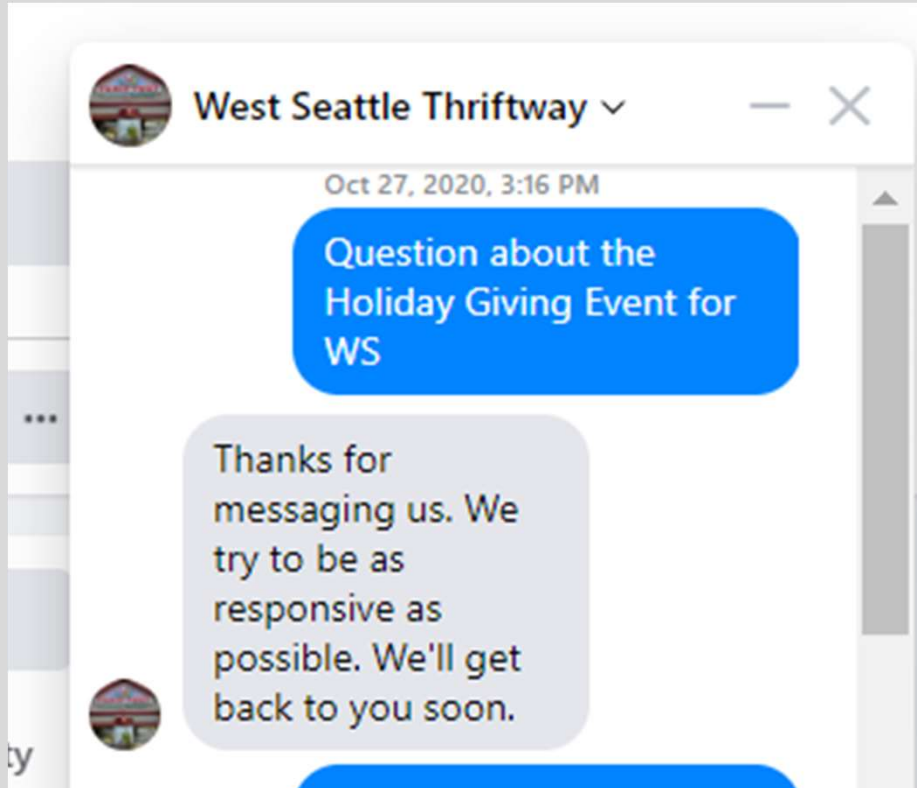 West Seattle Thriftway
Oct 27, 2020, 3:16 PM
Question about the
Holiday Giving Event for
WS
•••
Thanks for
messaging us. We
try to be as
responsive as
possible. We'll get
back to you soon.
ty